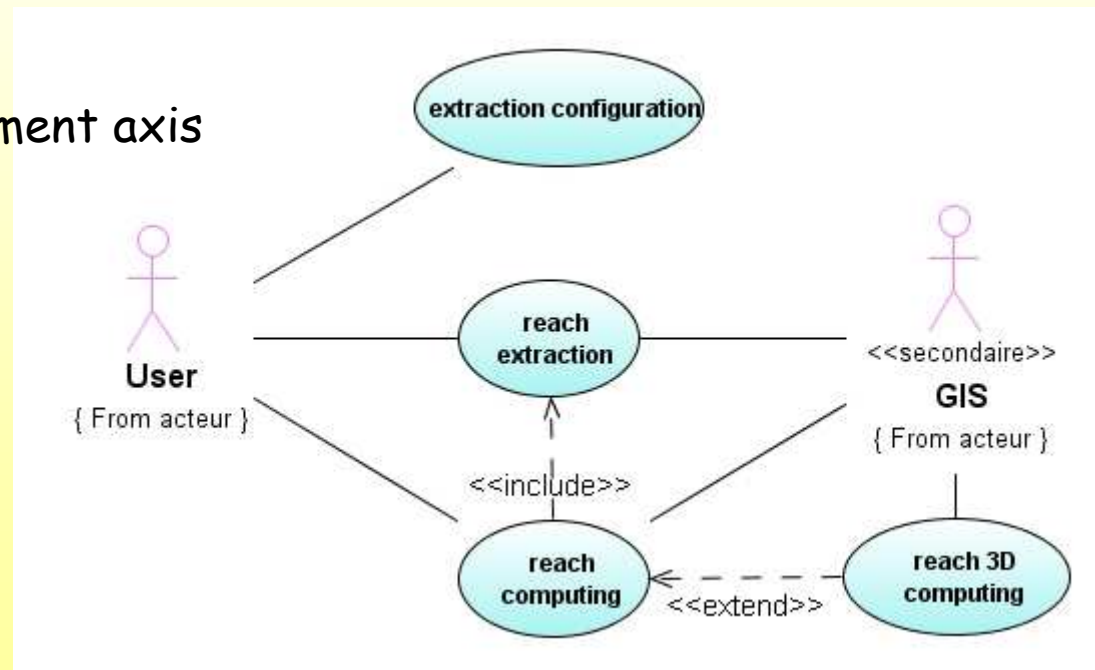 extraction configuration
ment axis
reach
extraction
<<secondaire>>
User
GIS
{ From acteur }
{ From acteur }
<<include>>
reach
computing
reach 3D
computing
<<extend>>